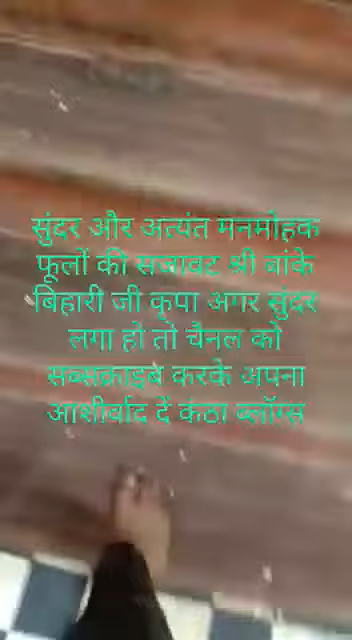 सुंदर और अत्यंत मनमोहक
फूलों की सजावट श्री बांके
बिहारी जी कृपा अगर सुंदर
लगा हो तो चैनल को
सब्सक्राइब करके अपना
आशीर्वाद दें कंठा ब्लॉग्स